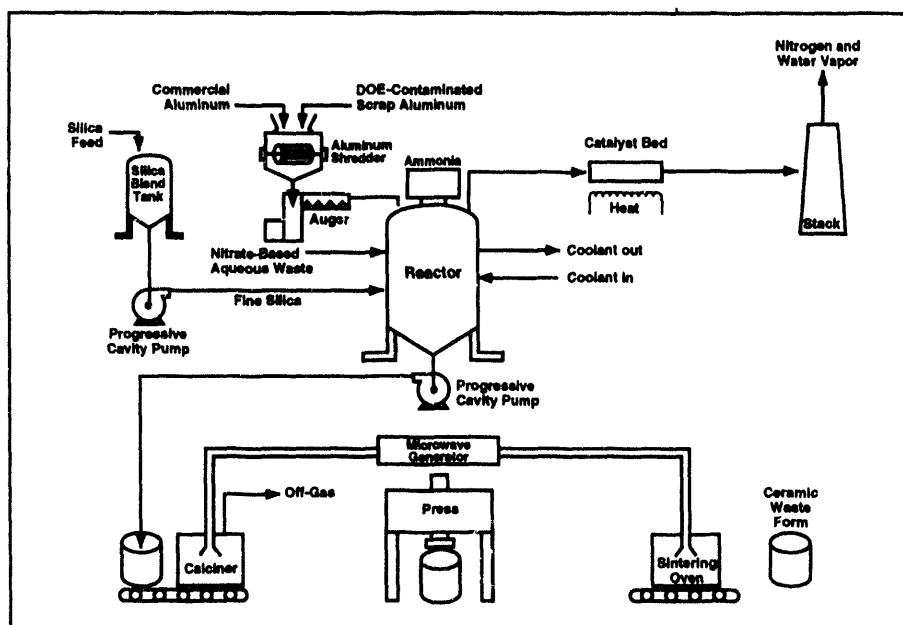 Nitrogen and
Water Vapor
Commercial
Aluminum
DOE-Contaminated
Scrap Aluminum
Silica
Feed
Aluminum
Shredder
Catalyst Bed
Ammonia
Silica
Blend
Tank
Heat
Augsr
Stack
Nitrate-Based
Aqueous Waste
Coolant out
Reactor
Coolant in
Fine Silica
Progressive
Cavity Pump
Progressive
Cavity Pump
Microwave
Generator
Off-Gas
Press
Ceramic
Waste
Form
Calciner
Sintering
Oven